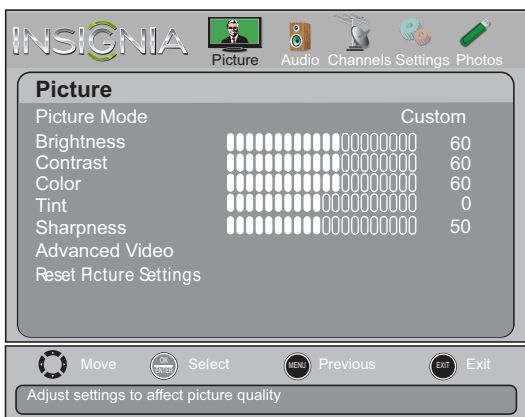 INSIGNIA
Picture Audio Channels Settings Photos
Picture
Picture Mode Custom
Brightness 60
Contrast 60
Color 60
Tint 0
Sharpness 50
Advanced Video
Reset Picture Settings
Move OK ENTER Select MENU Previous EXIT Exit
Adjust settings to affect picture quality